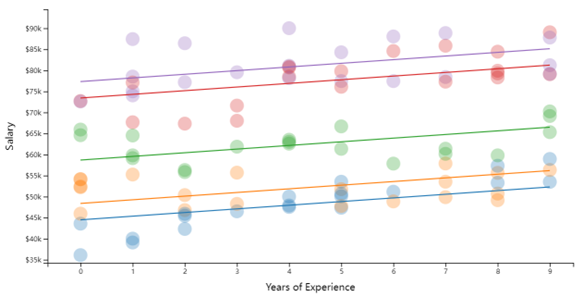 $90k
$85k
$80k
$75k
$70k
$65k
$60k
$55k
$50k
$45k
$40k
$35k
Salary
0 1 2 3 4 5 6 7 8 9
Years of Experience